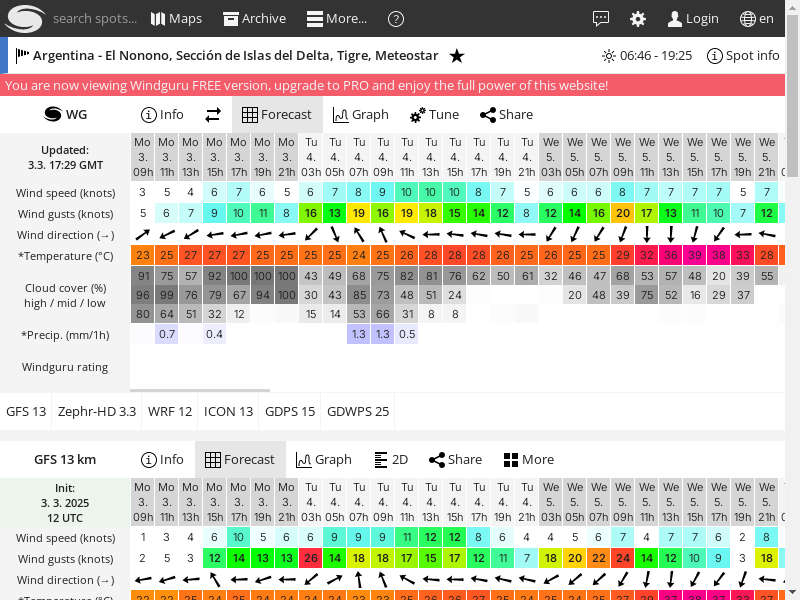 search spots... Maps Archive More... ? Login en
Argentina - El Nonono, Sección de Islas del Delta, Tigre, Meteostar ★ 06:46 - 19:25 Spot info
You are now viewing Windguru FREE version, upgrade to PRO and enjoy the full power of this website!
WG Info Forecast Graph Tune Share
Updated:
3.3. 17:29 GMT
Mo Mo Mo Mo Mo Mo Mo Tu Tu Tu Tu Tu Tu Tu Tu Tu Tu We We We We We We We We We We
3. 3. 3. 3. 3. 3. 3. 4. 4. 4. 4. 4. 4. 4. 4. 4. 4. 5. 5. 5. 5. 5. 5. 5. 5. 5. 5.
09h 11h 13h 15h 17h 19h 21h 03h 05h 07h 09h 11h 13h 15h 17h 19h 21h 03h 05h 07h 09h 11h 13h 15h 17h 19h 21h
Wind speed (knots) 3 5 4 6 7 6 5 6 7 8 9 10 10 10 8 7 5 6 6 6 8 7 7 7 7 5 7
Wind gusts (knots) 5 6 7 9 10 11 8 16 13 19 16 19 18 15 14 12 8 12 14 16 20 17 13 11 10 7 12
Wind direction (→)
*Temperature (°C) 23 25 27 27 27 25 25 25 25 24 25 26 28 28 28 26 25 26 25 25 29 32 36 39 38 33 28
Cloud cover (%)
high / mid / low
91 75 57 92 100 100 100 43 49 68 75 82 81 76 62 50 61 32 46 47 68 53 57 48 20 39 55
96 99 76 79 67 94 100 30 43 85 73 48 51 24 20 48 39 75 52 16 29 37
80 64 51 32 12 15 14 53 66 31 8 8
*Precip. (mm/1h) 0.7 0.4 1.3 1.3 0.5
Windguru rating
GFS 13 Zephr-HD 3.3 WRF 12 ICON 13 GDPS 15 GDWPS 25
GFS 13 km Info Forecast Graph 2D Share More
Init:
3. 3. 2025
12 UTC
Mo Mo Mo Mo Mo Mo Mo Tu Tu Tu Tu Tu Tu Tu Tu Tu Tu We We We We We We We We We We
3. 3. 3. 3. 3. 3. 3. 4. 4. 4. 4. 4. 4. 4. 4. 4. 4. 5. 5. 5. 5. 5. 5. 5. 5. 5. 5.
09h 11h 13h 15h 17h 19h 21h 03h 05h 07h 09h 11h 13h 15h 17h 19h 21h 03h 05h 07h 09h 11h 13h 15h 17h 19h 21h
Wind speed (knots) 1 3 4 6 10 5 6 6 9 9 9 11 12 12 8 6 4 4 5 6 7 4 7 7 6 2 8
Wind gusts (knots) 2 5 3 12 14 13 13 26 14 18 18 17 15 17 12 11 7 18 20 22 24 14 12 10 9 3 18
Wind direction (→)